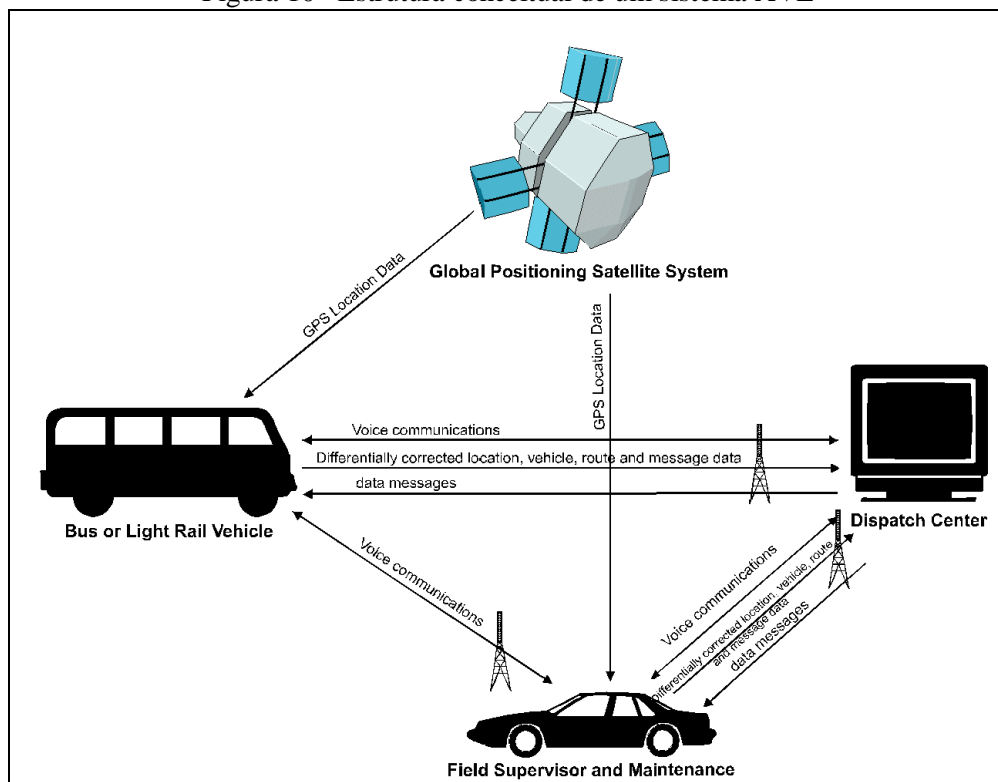 Figura 16 - Estrutura conceitual de um sistema AVL
Global Positioning Satellite System
GPS Location Data
GPS Location Data
Voice communications
Differentially corrected location, vehicle, route and message data
data messages
Bus or Light Rail Vehicle
Dispatch Center
Voice communications
Voice communications
Differentially corrected location, vehicle, route
and message data
data messages
Field Supervisor and Maintenance